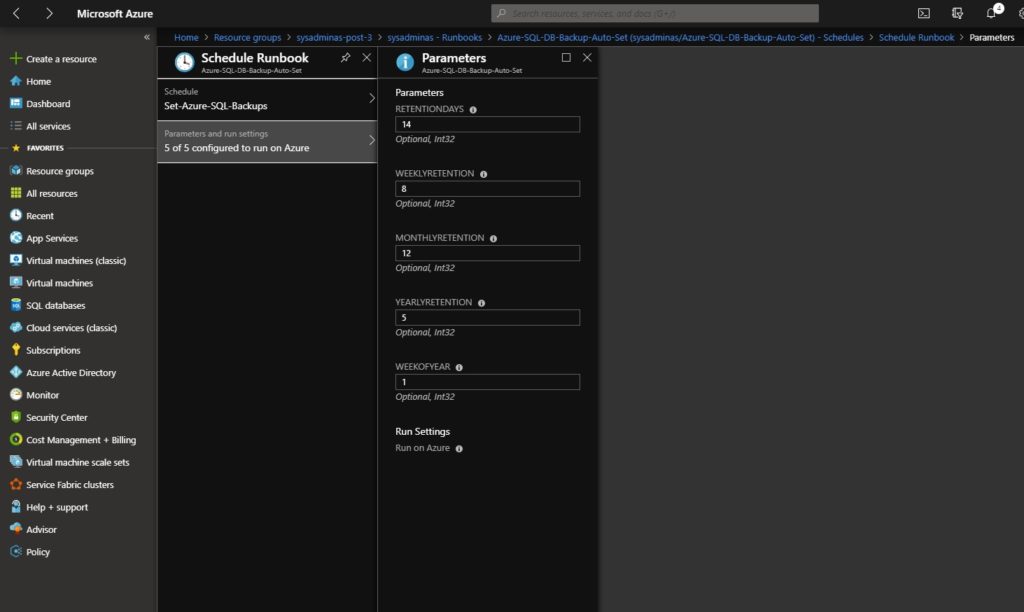 Microsoft Azure
Search resources, services, and docs (G+/)
4
Home > Resource groups > sysadminas-post-3 > sysadminas - Runbooks > Azure-SQL-DB-Backup-Auto-Set (sysadminas/Azure-SQL-DB-Backup-Auto-Set) - Schedules > Schedule Runbook > Parameters
Create a resource
Home
Dashboard
All services
FAVORITES
Resource groups
All resources
Recent
App Services
Virtual machines (classic)
Virtual machines
SQL databases
Cloud services (classic)
Subscriptions
Azure Active Directory
Monitor
Security Center
Cost Management + Billing
Virtual machine scale sets
Service Fabric clusters
Help + support
Advisor
Policy
Schedule Runbook
Azure-SQL-DB-Backup-Auto-Set
Schedule
Set-Azure-SQL-Backups
Parameters and run settings
5 of 5 configured to run on Azure
Parameters
Azure-SQL-DB-Backup-Auto-Set
Parameters
RETENTIONDAYS
14
Optional, Int32
WEEKLYRETENTION
8
Optional, Int32
MONTHLYRETENTION
12
Optional, Int32
YEARLYRETENTION
5
Optional, Int32
WEEKOFYEAR
1
Optional, Int32
Run Settings
Run on Azure